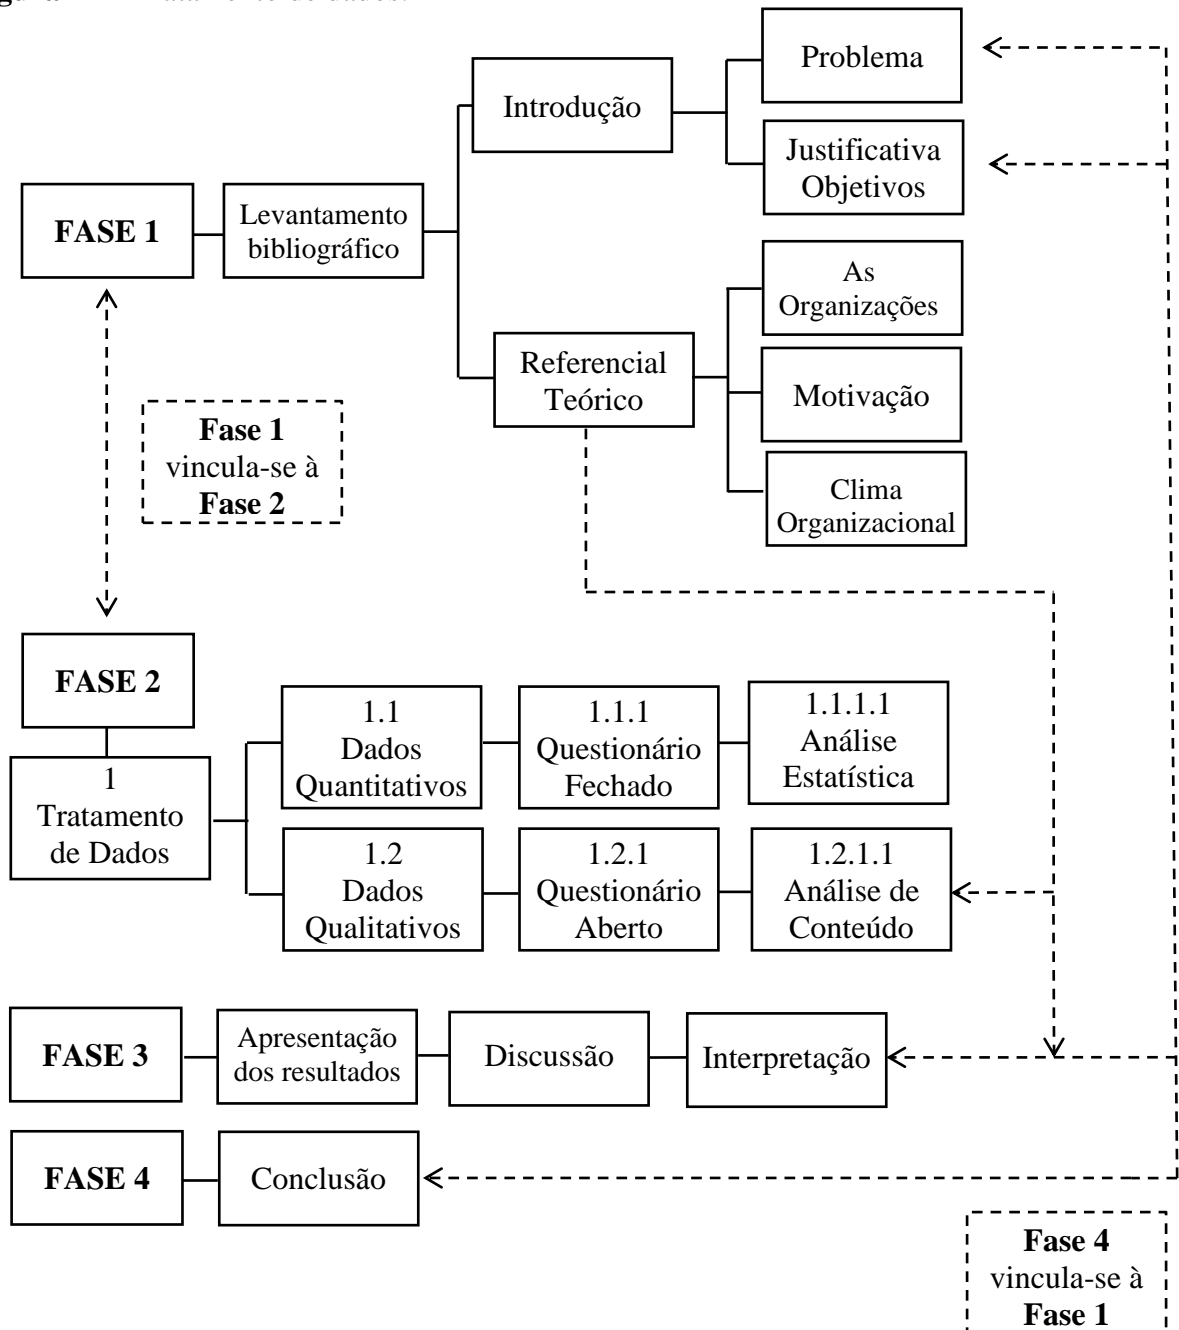 Problema
Introdução
Justificativa
Objetivos
FASE 1
Levantamento
bibliográfico
As
Organizações
Referencial
Teórico
Motivação
Clima
Organizacional
Fase 1
vincula-se à
Fase 2
FASE 2
1
Tratamento
de Dados
1.1
Dados
Quantitativos
1.1.1
Questionário
Fechado
1.1.1.1
Análise
Estatística
1.2
Dados
Qualitativos
1.2.1
Questionário
Aberto
1.2.1.1
Análise de
Conteúdo
FASE 3
Apresentação
dos resultados
Discussão
Interpretação
FASE 4
Conclusão
Fase 4
vincula-se à
Fase 1